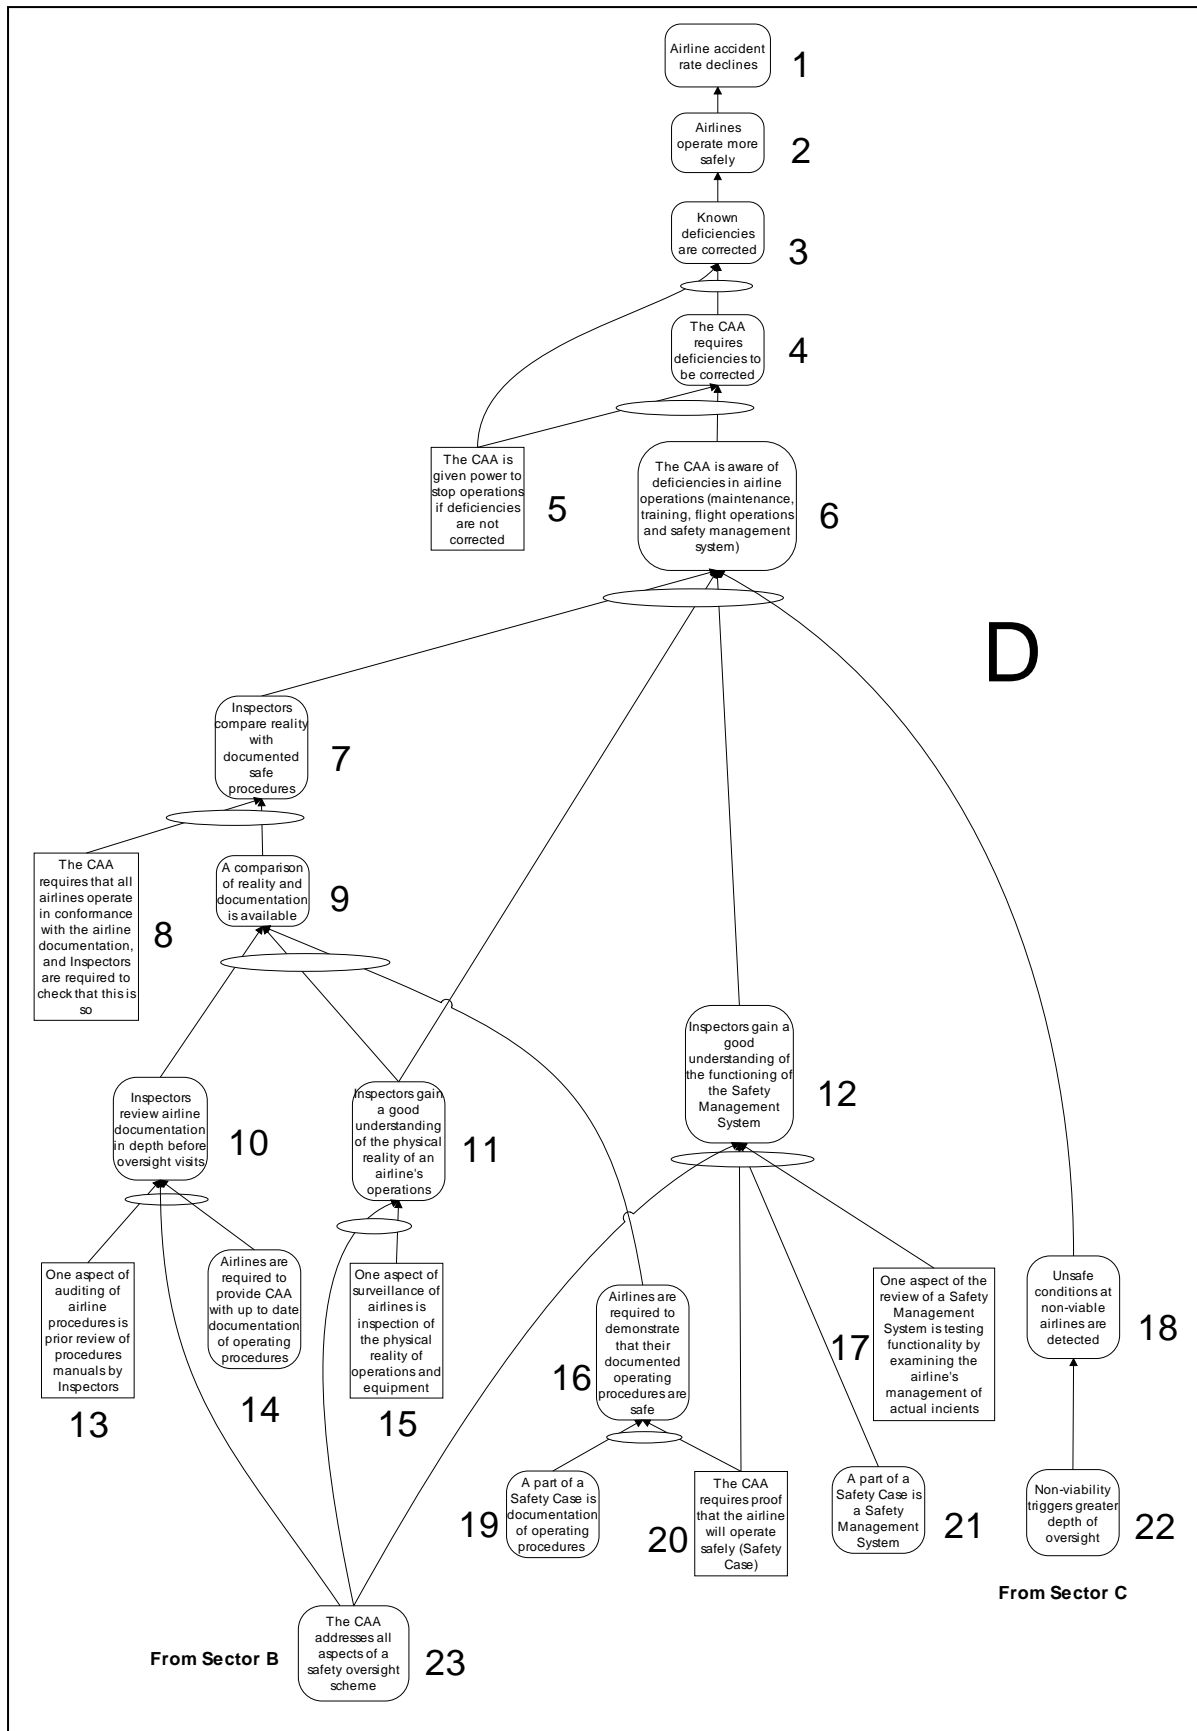 Airline accident
rate declines
1
Airlines
operate more
safely
2
Known
deficiencies
are corrected
3
The CAA
requires
deficiencies to
be corrected
4
The CAA is
given power to
stop operations
if deficiencies
are not
corrected
5
The CAA is aware of
deficiencies in airline
operations (maintenance,
training, flight operations
and safety management
system)
6
D
Inspectors
compare reality
with
documented
safe
procedures
7
The CAA
requires that all
airlines operate
in conformance
with the airline
documentation,
and Inspectors
are required to
check that this is
so
8
A comparison
of reality and
documentation
is available
9
Inspectors
review airline
documentation
in depth before
oversight visits
10
Inspectors gain
a good
understanding
of the physical
reality of an
airline's
operations
11
Inspectors gain a
good
understanding of
the functioning of
the Safety
Management
System
12
One aspect of
auditing of
airline
procedures is
prior review of
procedures
manuals by
Inspectors
13
Airlines are
required to
provide CAA
with up to date
documentation
of operating
procedures
14
One aspect of
surveillance of
airlines is
inspection of
the physical
reality of
operations and
equipment
15
Airlines are
required to
demonstrate
that their
documented
operating
procedures are
safe
16
One aspect of the
review of a Safety
Management
System is testing
functionality by
examining the
airline's
management of
actual incients
17
Unsafe
conditions at
non-viable
airlines are
detected
18
A part of a
Safety Case is
documentation
of operating
procedures
19
The CAA
requires proof
that the airline
will operate
safely (Safety
Case)
20
A part of a
Safety Case is
a Safety
Management
System
21
Non-viability
triggers greater
depth of
oversight
22
From Sector C
From Sector B
The CAA
addresses all
aspects of a
safety oversight
scheme
23